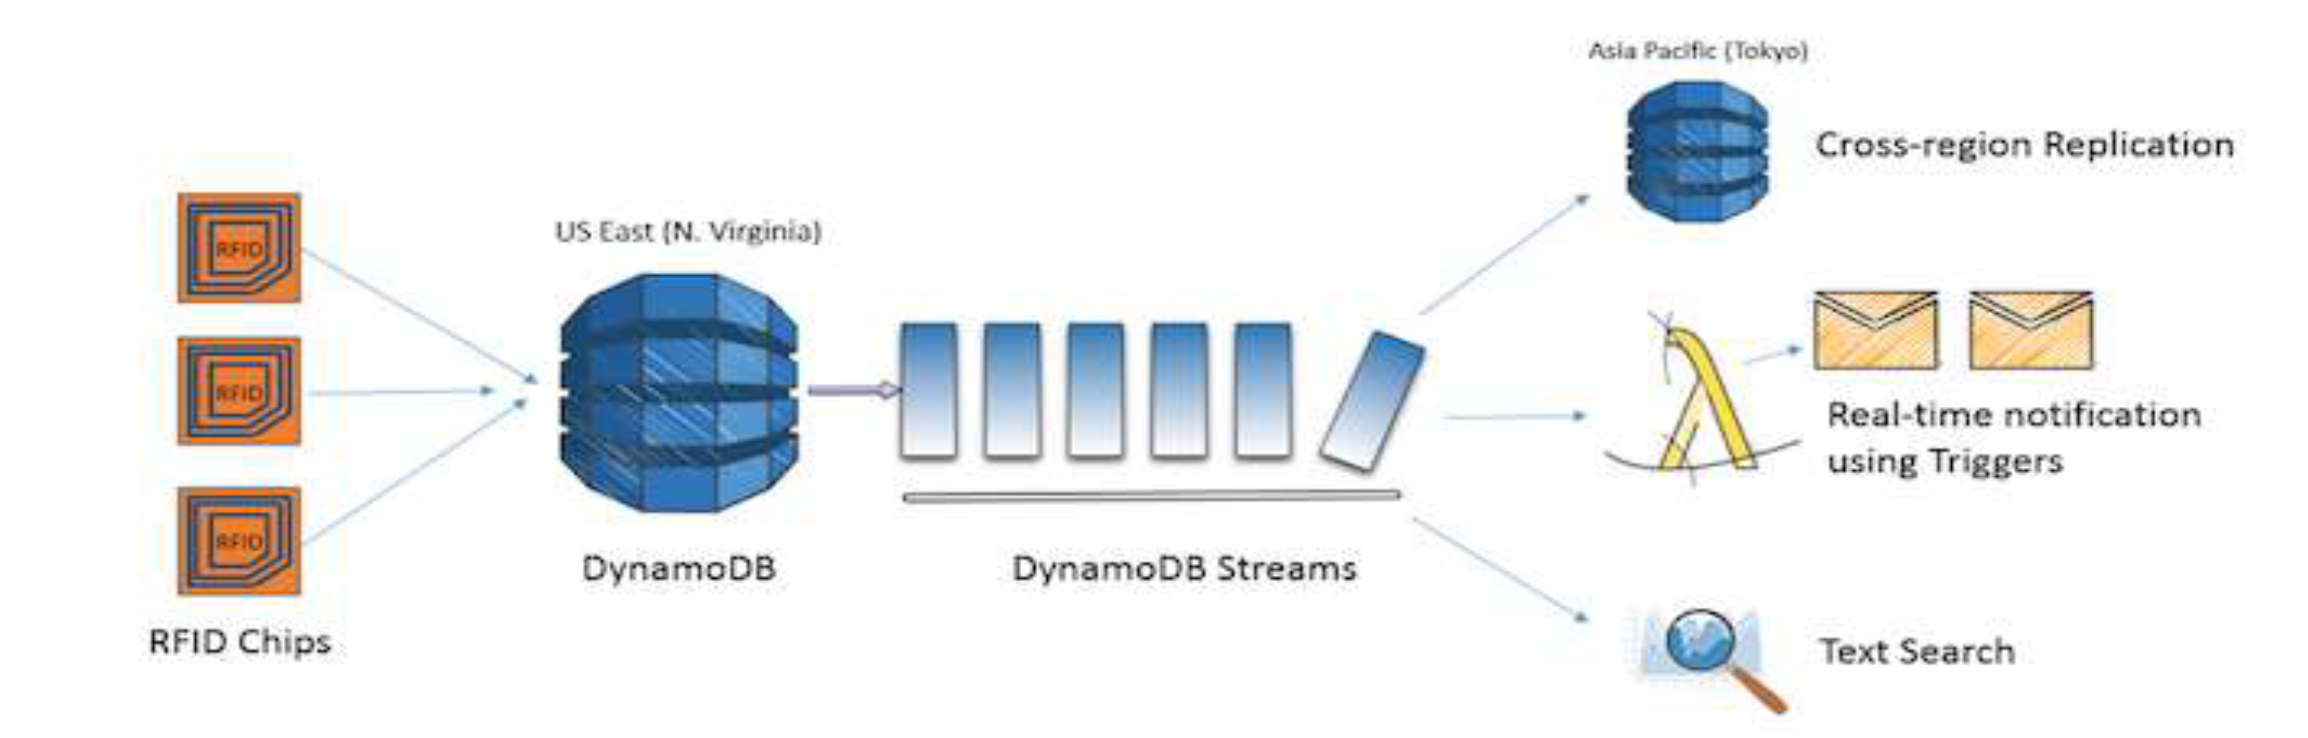 Asia Pacific (Tokyo)
Cross-region Replication
US East (N. Virginia)
RFID
RFID
RFID
Real-time notification
using Triggers
DynamoDB
DynamoDB Streams
RFID Chips
Text Search